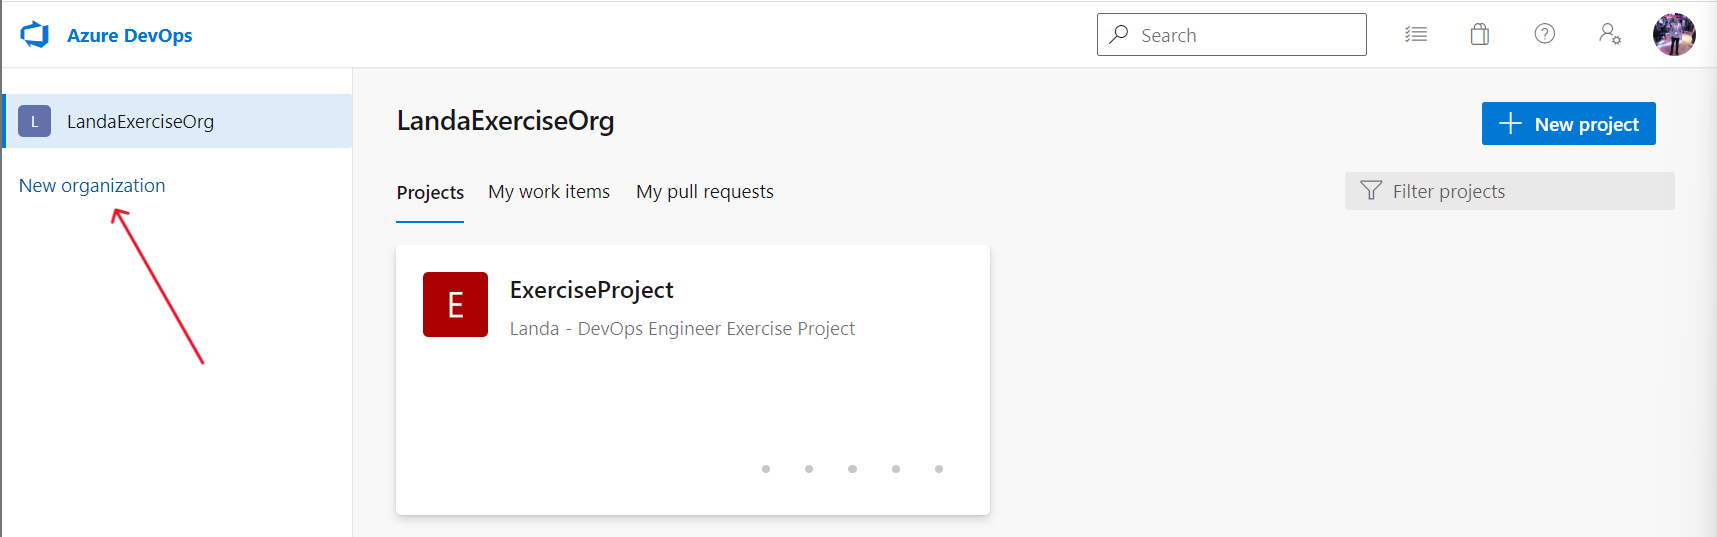 Azure DevOps
Search
L
LandaExerciseOrg
New organization
LandaExerciseOrg
New project
Projects
My work items
My pull requests
Filter projects
E
ExerciseProject
Landa - DevOps Engineer Exercise Project